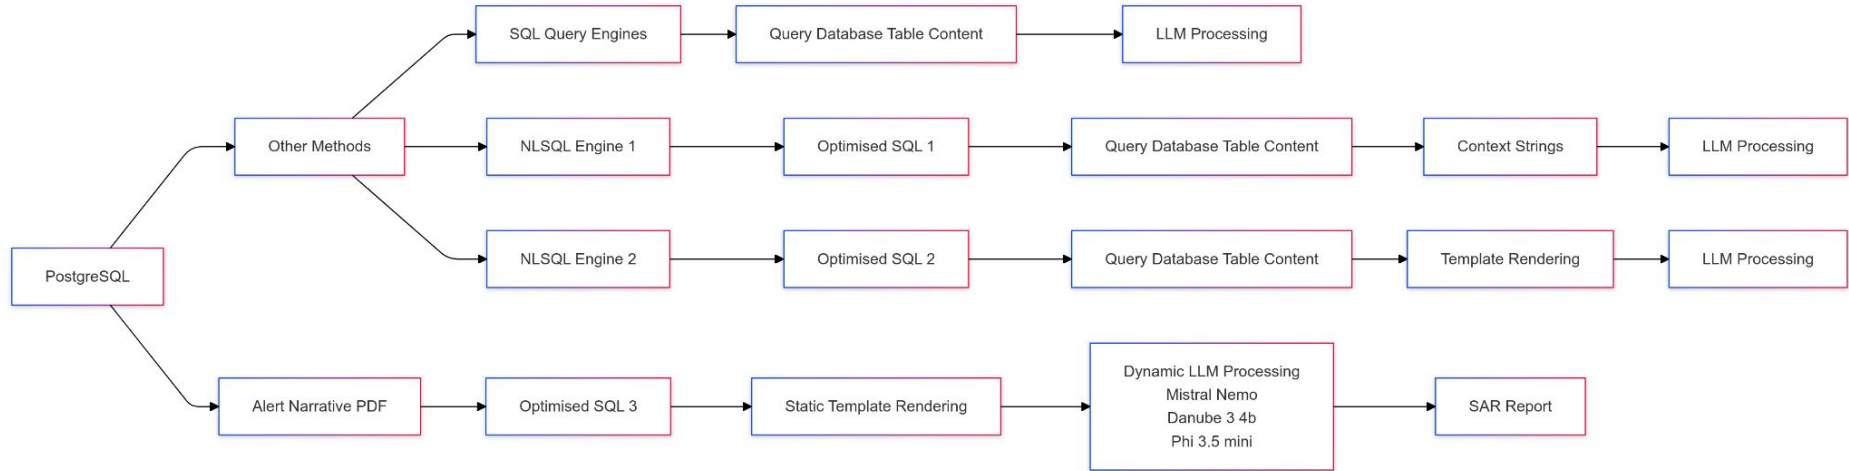 SQL Query Engines
Query Database Table Content
LLM Processing
Other Methods
NLSQL Engine 1
Optimised SQL 1
Query Database Table Content
Context Strings
LLM Processing
NLSQL Engine 2
Optimised SQL 2
Query Database Table Content
Template Rendering
LLM Processing
PostgreSQL
Alert Narrative PDF
Optimised SQL 3
Static Template Rendering
Dynamic LLM Processing
Mistral Nemo
Danube 3 4b
Phi 3.5 mini
SAR Report